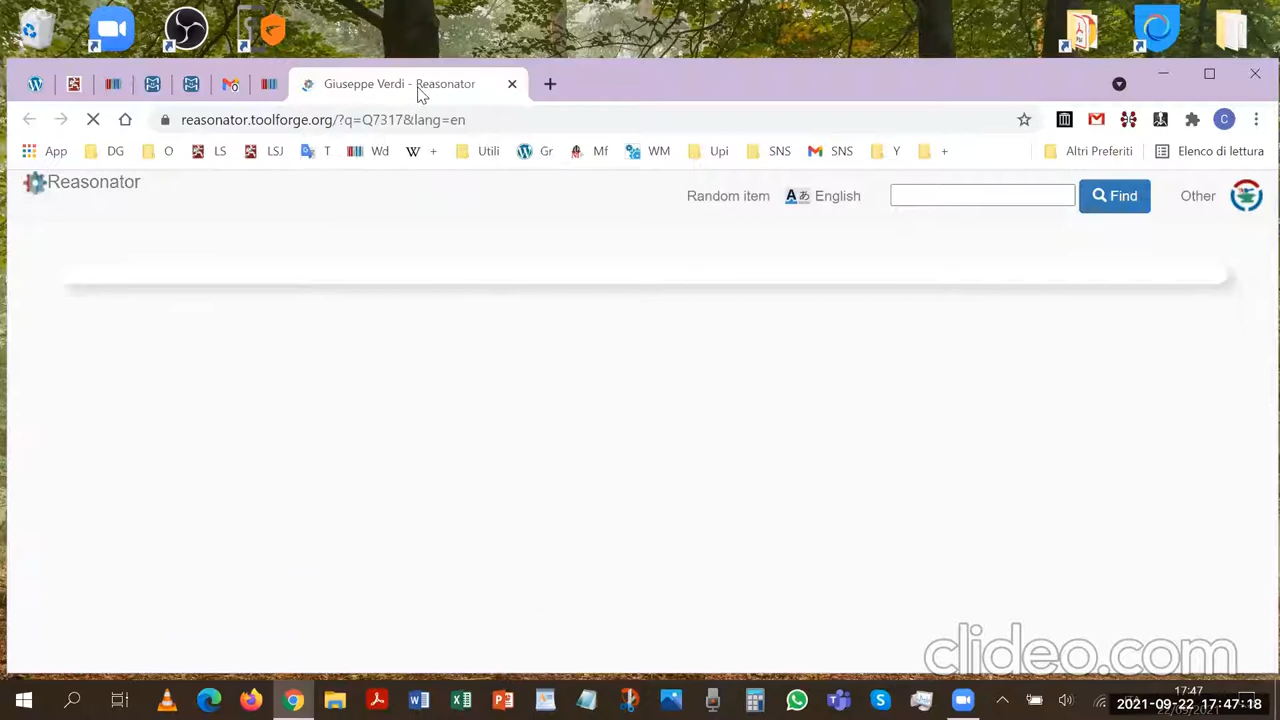 Giuseppe Verdi - Reasonator
reasonator.toolforge.org/?q=Q7317&lang=en
C
App DG O LS LSJ T Wd + Utili Gr Mf WM Upi SNS SNS Y + Altri Preferiti Elenco di lettura
Reasonator
Random item English Find Other
clideo.com
17:47
2021-09-22 17:47:18